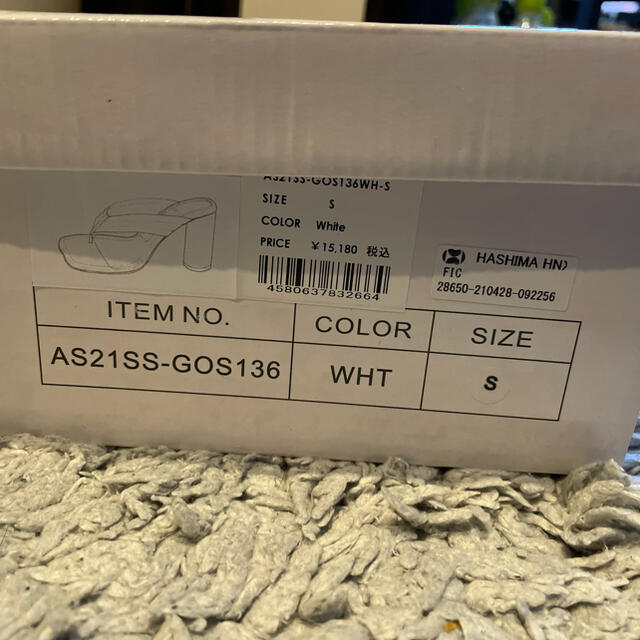 AS21SS-GOS136WH-S
SIZE S
COLOR White
PRICE ¥15,180 税込
4580637832664
HASHIMA HN>
FIC
28650-210428-092256
ITEM NO. COLOR SIZE
AS21SS-GOS136 WHT S